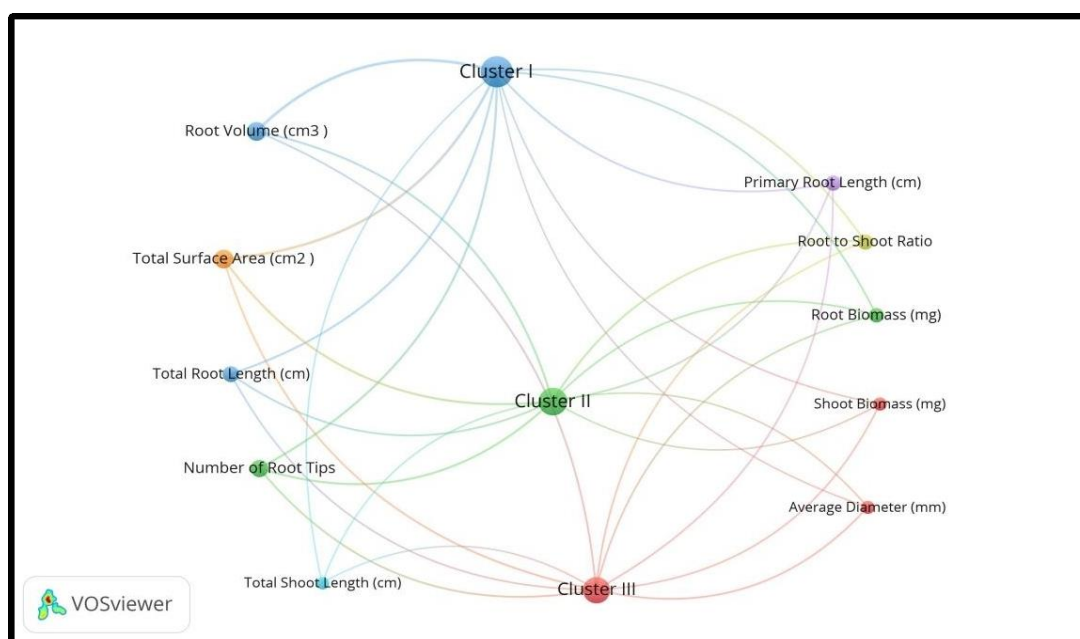 Cluster I
Root Volume (cm3 )
Primary Root Length (cm)
Root to Shoot Ratio
Total Surface Area (cm2 )
Root Biomass (mg)
Total Root Length (cm)
Cluster II
Shoot Biomass (mg)
Number of Root Tips
Average Diameter (mm)
Total Shoot Length (cm)
Cluster III
VOSviewer